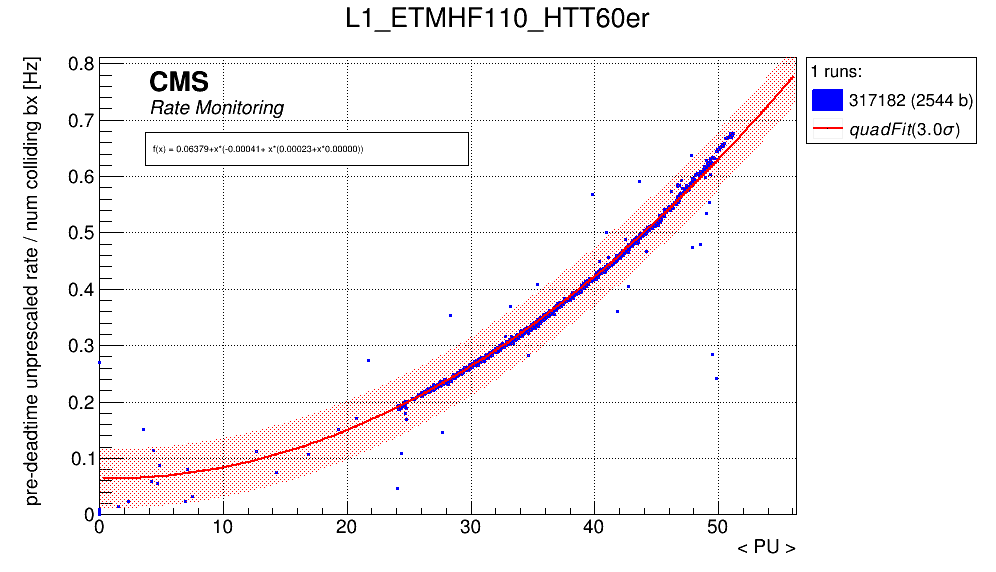 L1_ETMHF110_HTT60er
pre-deadtime unprescaled rate / num colliding bx [Hz]
CMS
Rate Monitoring
f(x) = 0.06379+x*(-0.00041+ x*(0.00023+x*0.00000))
1 runs:
317182 (2544 b)
quadFit(3.0σ)
0.8
0.7
0.6
0.5
0.4
0.3
0.2
0.1
0
0 10 20 30 40 50
< PU >